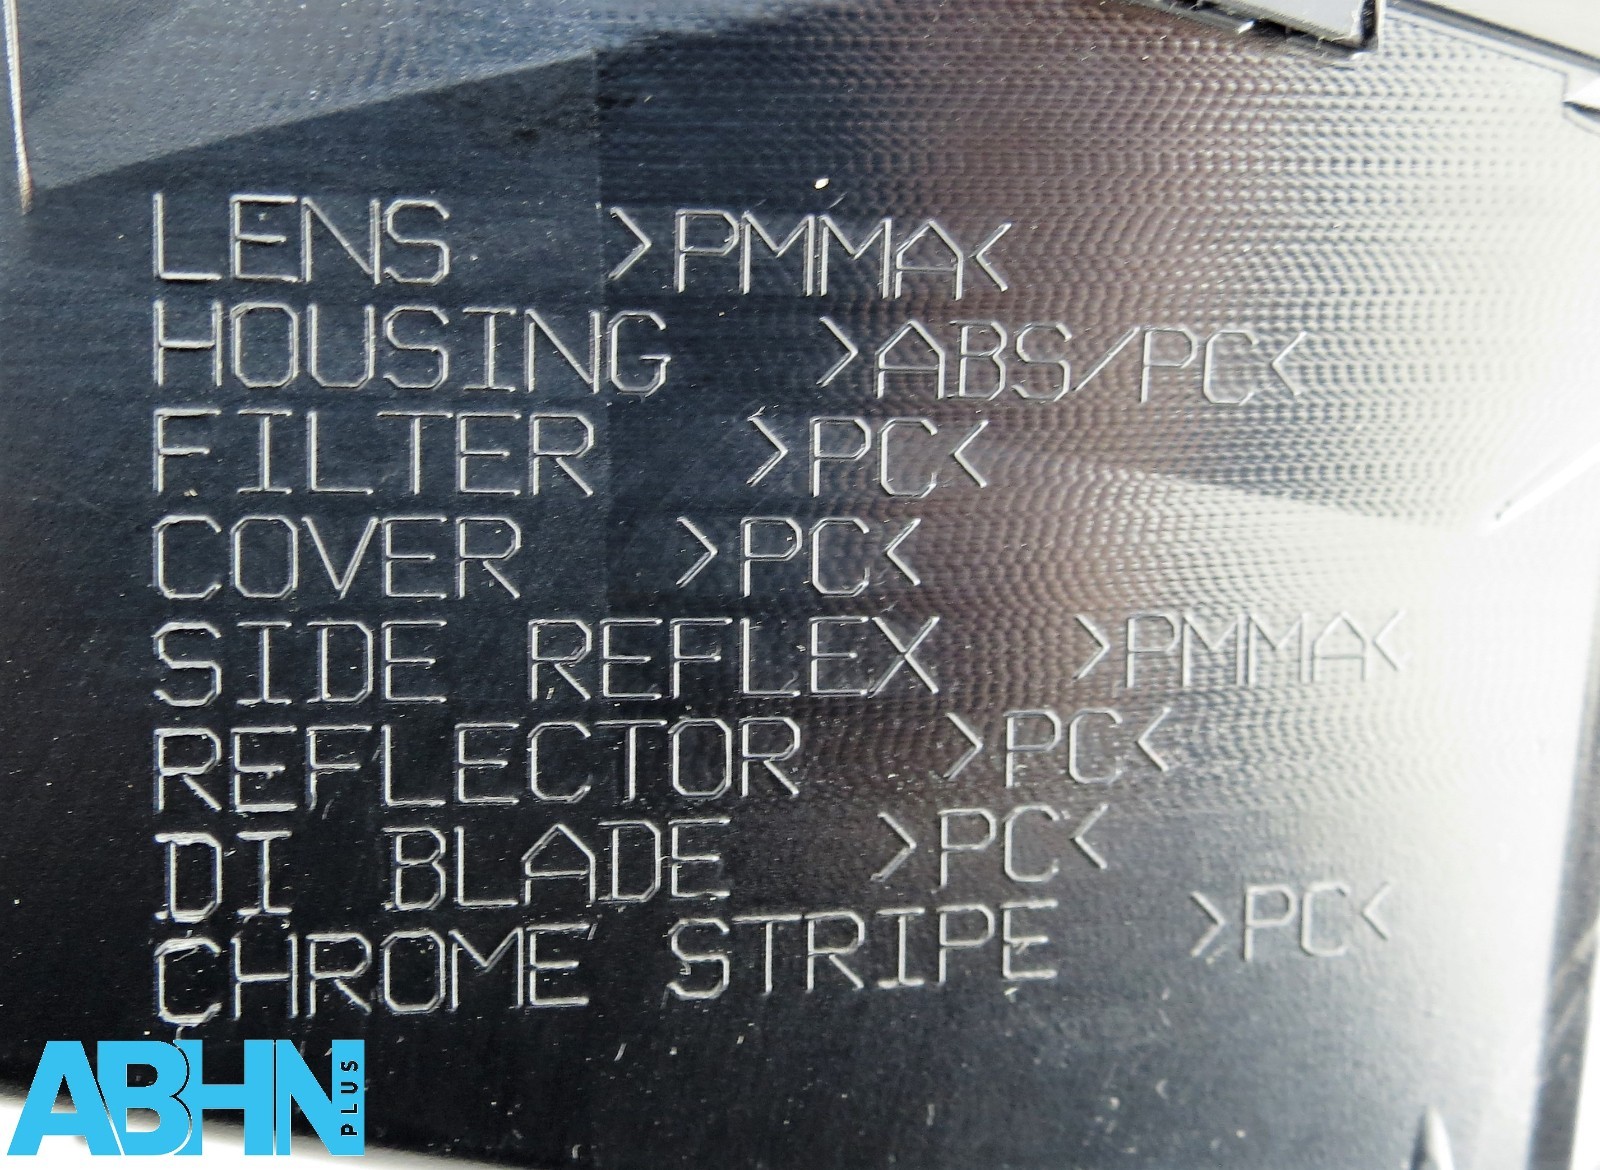 LENS >PMMA<
HOUSING >ABS/PC<
FILTER >PC<
COVER >PC<
SIDE REFLEX >PMMA<
REFLECTOR >PC<
DI BLADE >PC<
CHROME STRIPE >PC<
ABHN PLUS